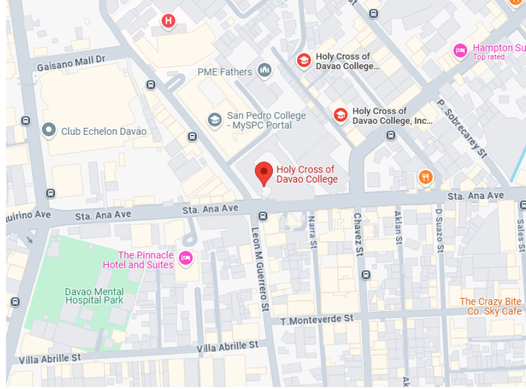 H
Gaisano Mall Dr
PME Fathers
Holy Cross of
Davao College...
Hampton Su
Top rated
Club Echelon Davao
San Pedro College
- MySPC Portal
Holy Cross of
Davao College, Inc...
P. Sobrecarey St
Holy Cross of
Davao College
uirino Ave
Sta. Ana Ave
Sta. Ana Ave
Sta. Ana Ave
The Pinnacle
Hotel and Suites
Leon M Guerrero St
Narra St
Chavez St
Akian St
D Suazo St
Sales St
Davao Mental
Hospital Park
The Crazy Bite
Co. Sky Cafe
T.Monteverde St
Villa Abrille St
Villa Abrille St